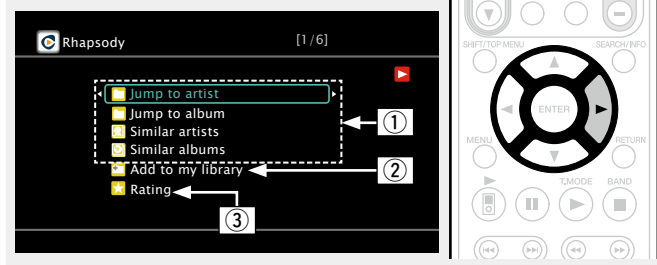 Rhapsody [1/6]
Jump to artist
Jump to album
Similar artists
Similar albums
Add to my library
Rating
①
②
③
SHIFT/TOP MENU SEARCH/INFO
ENTER
MENU RETURN
T.MODE BAND